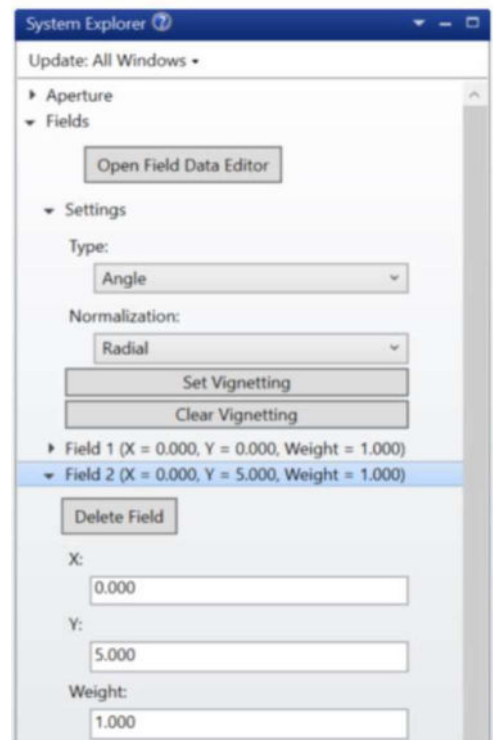 System Explorer ?
Update: All Windows
Aperture
Fields
Open Field Data Editor
Settings
Type:
Angle
Normalization:
Radial
Set Vignetting
Clear Vignetting
Field 1 (X = 0.000, Y = 0.000, Weight = 1.000)
Field 2 (X = 0.000, Y = 5.000, Weight = 1.000)
Delete Field
X:
0.000
Y:
5.000
Weight:
1.000